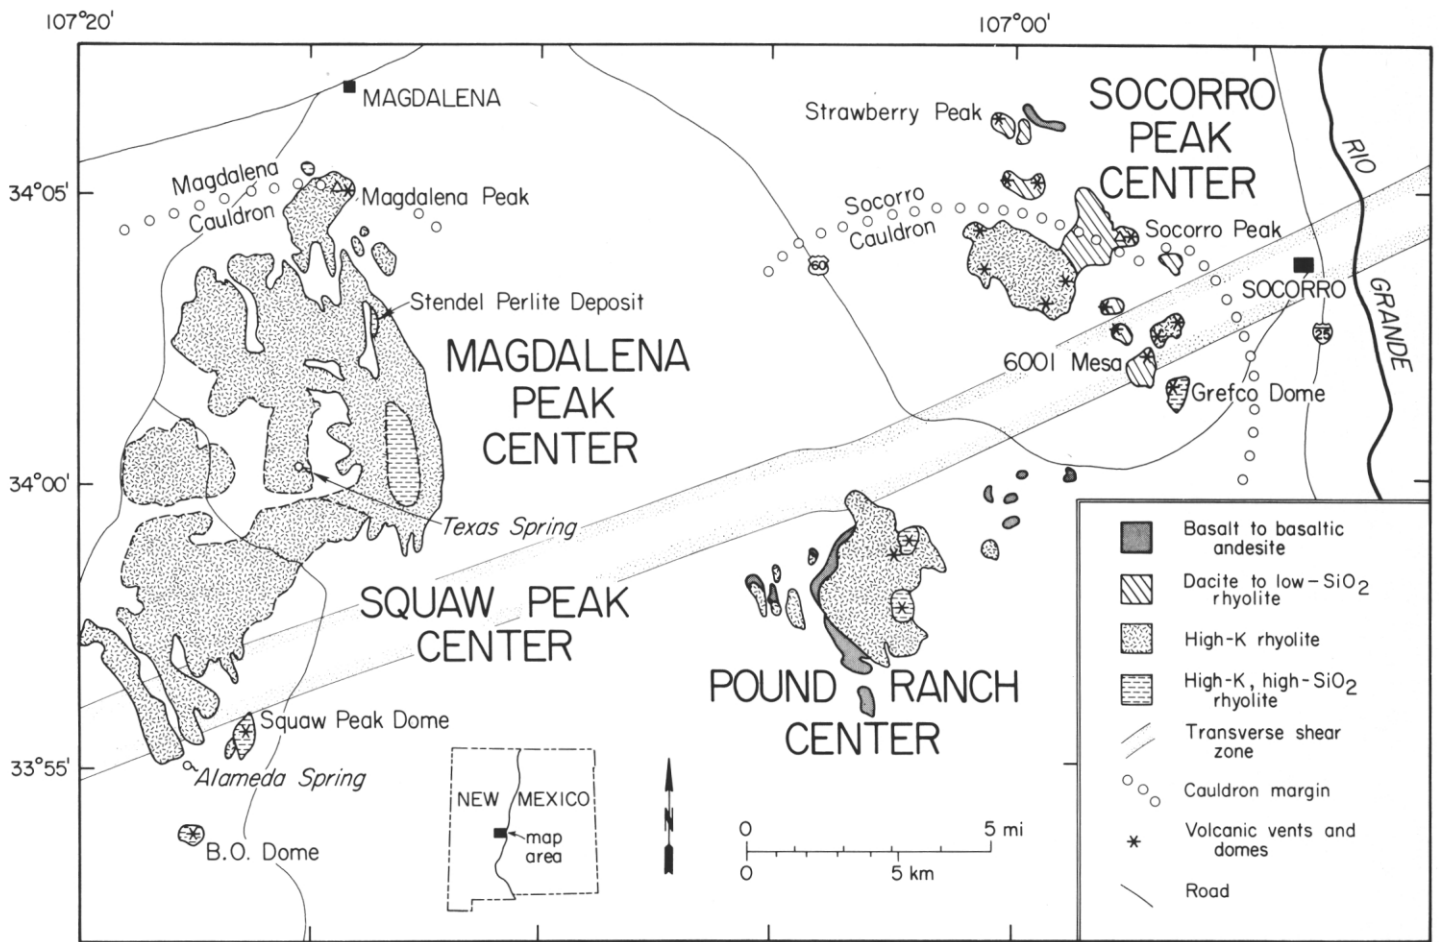 107°20'
107°00'
MAGDALENA
Strawberry Peak
SOCORRO
PEAK
CENTER
RIO
GRANDE
34°05'
Magdalena
Cauldron
Magdalena Peak
Socorro
Cauldron
60
Socorro Peak
SOCORRO
25
Stendel Perlite Deposit
MAGDALENA
PEAK
CENTER
6001 Mesa
Grefco Dome
34°00'
Texas Spring
SQUAW PEAK
CENTER
POUND RANCH
CENTER
Squaw Peak Dome
33°55'
Alameda Spring
B.O. Dome
NEW MEXICO
map
area
N
0 5 mi
0 5 km
Basalt to basaltic
andesite
Dacite to low-SiO₂
rhyolite
High-K rhyolite
High-K, high-SiO₂
rhyolite
Transverse shear
zone
Cauldron margin
Volcanic vents and
domes
Road